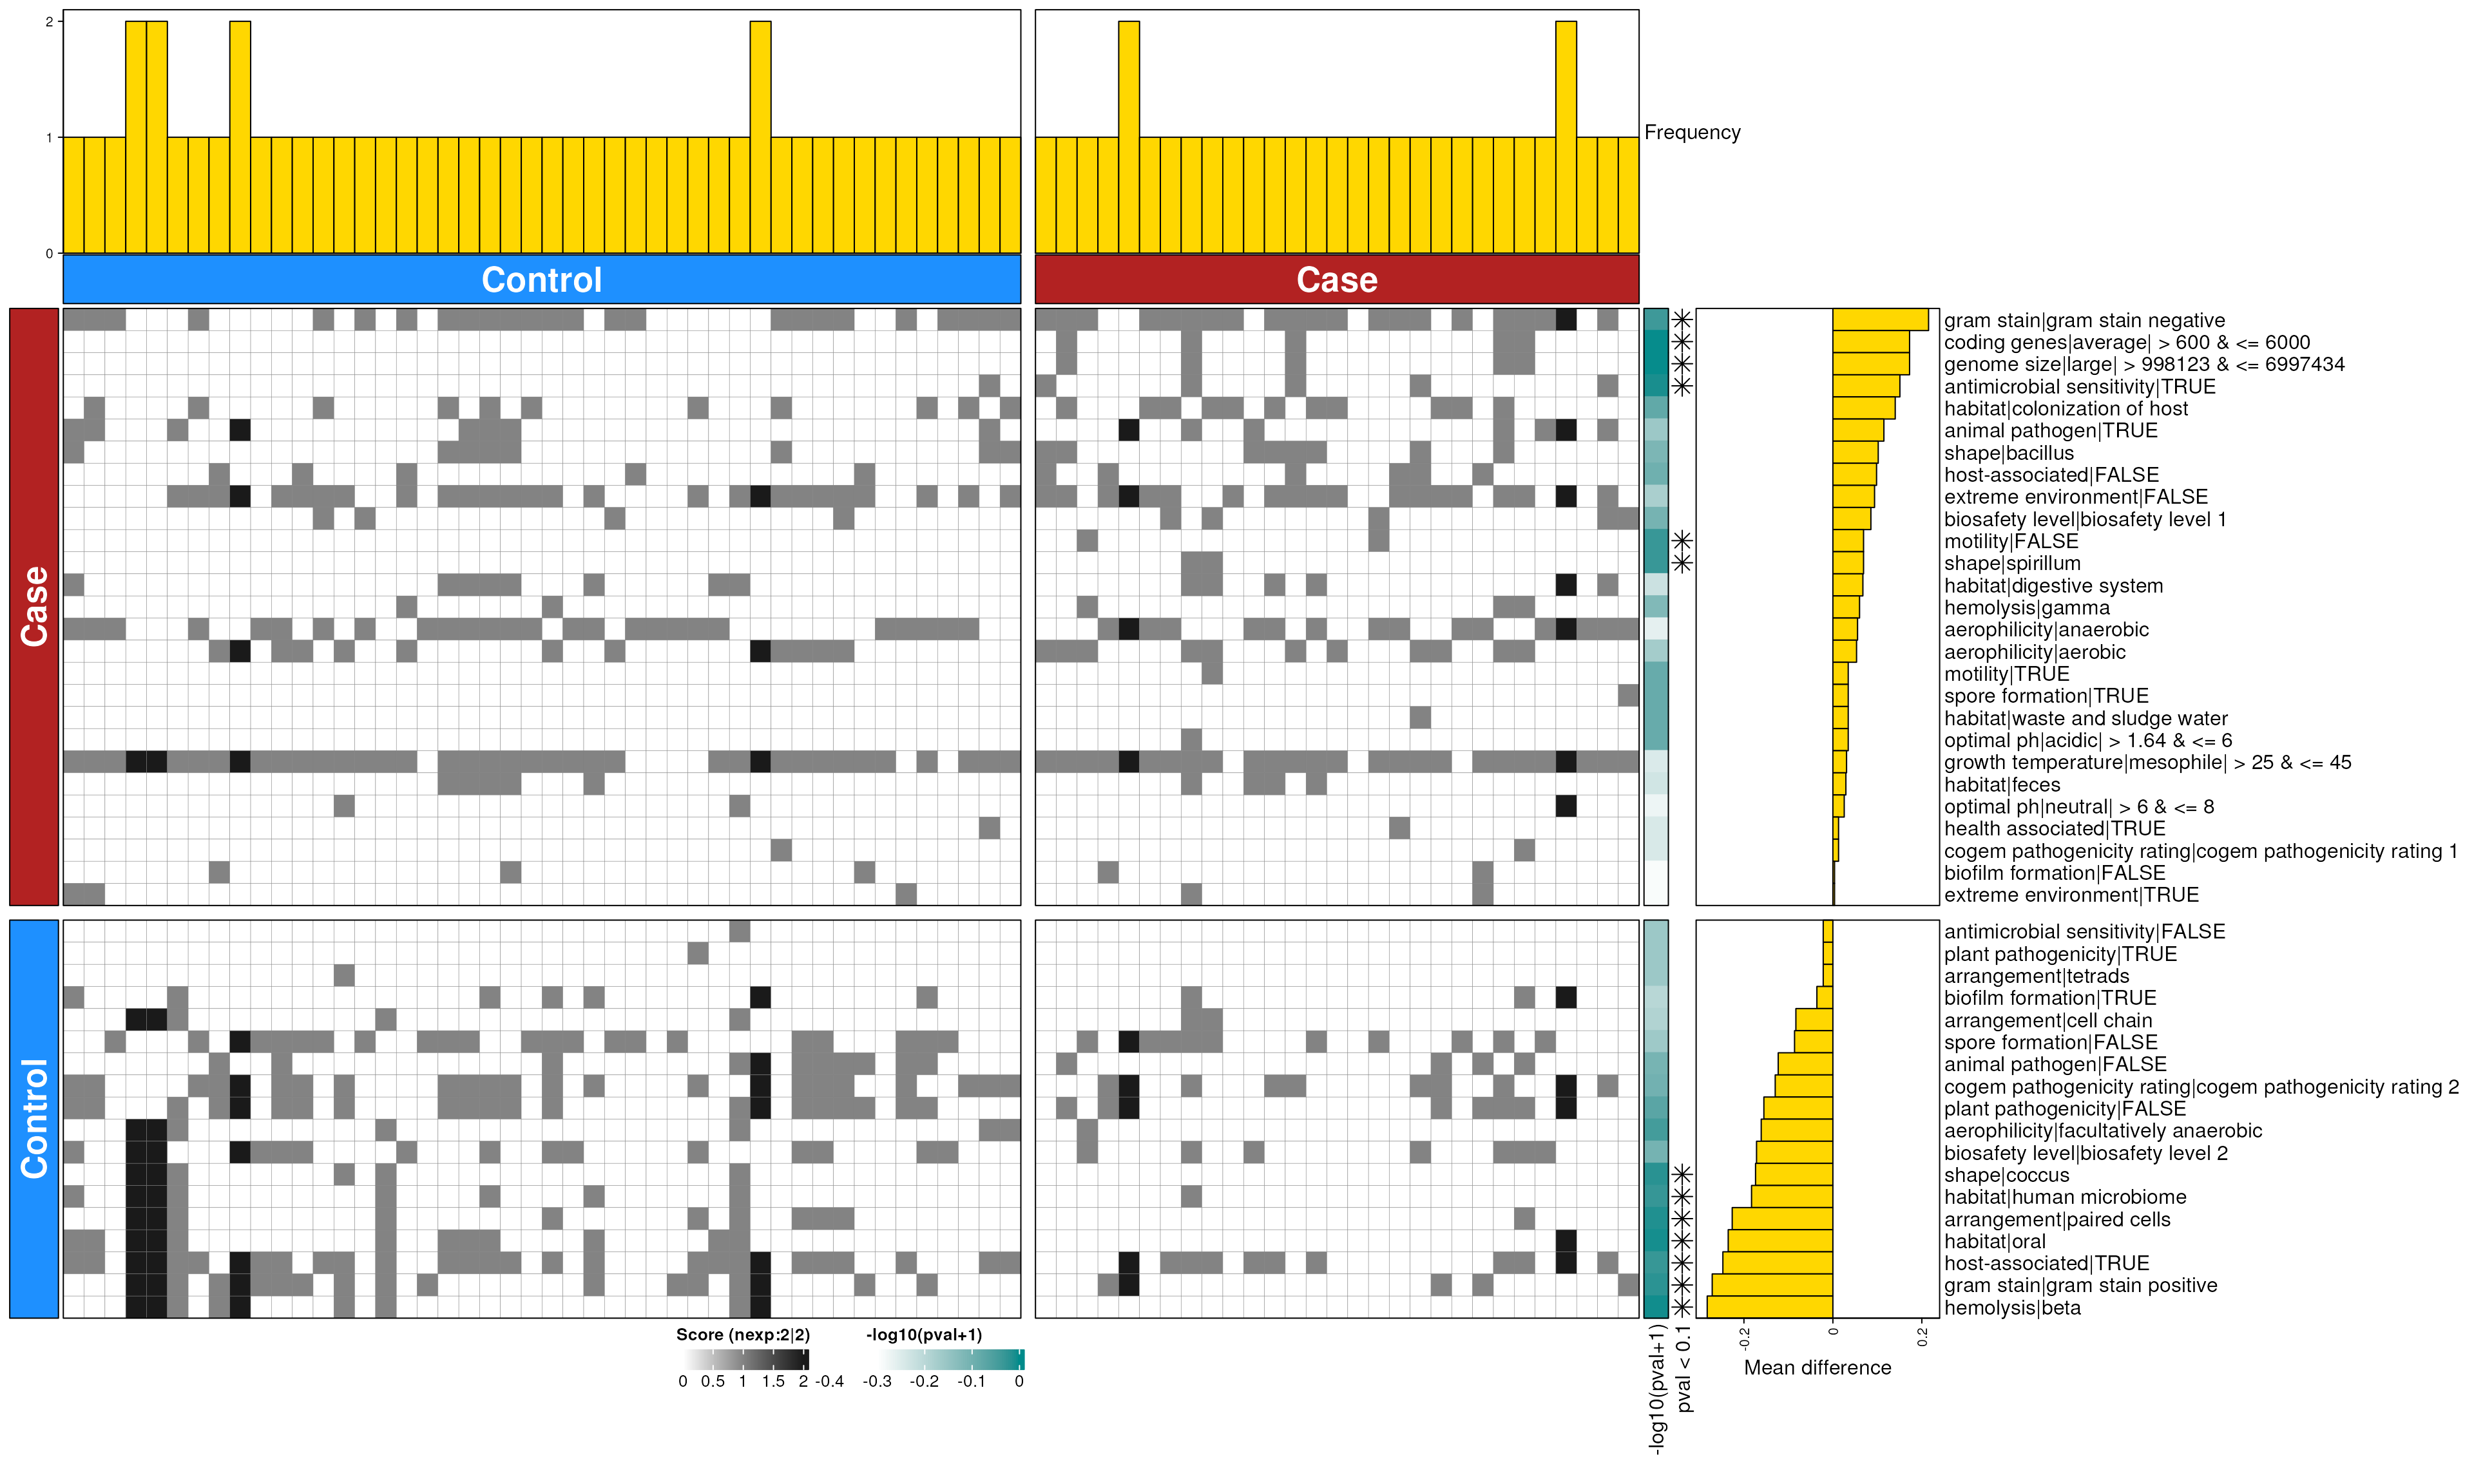 2
1
0
Frequency
Control
Case
Case
gram stain|gram stain negative
coding genes|average| > 600 & <= 6000
genome size|large| > 998123 & <= 6997434
antimicrobial sensitivity|TRUE
habitat|colonization of host
animal pathogen|TRUE
shape|bacillus
host-associated|FALSE
extreme environment|FALSE
biosafety level|biosafety level 1
motility|FALSE
shape|spirillum
habitat|digestive system
hemolysis|gamma
aerophilicity|anaerobic
aerophilicity|aerobic
motility|TRUE
spore formation|TRUE
habitat|waste and sludge water
optimal ph|acidic| > 1.64 & <= 6
growth temperature|mesophile| > 25 & <= 45
habitat|feces
optimal ph|neutral| > 6 & <= 8
health associated|TRUE
cogem pathogenicity rating|cogem pathogenicity rating 1
biofilm formation|FALSE
extreme environment|TRUE
Control
antimicrobial sensitivity|FALSE
plant pathogenicity|TRUE
arrangement|tetrads
biofilm formation|TRUE
arrangement|cell chain
spore formation|FALSE
animal pathogen|FALSE
cogem pathogenicity rating|cogem pathogenicity rating 2
plant pathogenicity|FALSE
aerophilicity|facultatively anaerobic
biosafety level|biosafety level 2
shape|coccus
habitat|human microbiome
arrangement|paired cells
habitat|oral
host-associated|TRUE
gram stain|gram stain positive
hemolysis|beta
Score (nexp:2|2)
0 0.5 1 1.5 2
-log10(pval+1)
-0.4 -0.3 -0.2 -0.1 0
-log10(pval+1)
pval < 0.1
-0.2 0 0.2
Mean difference